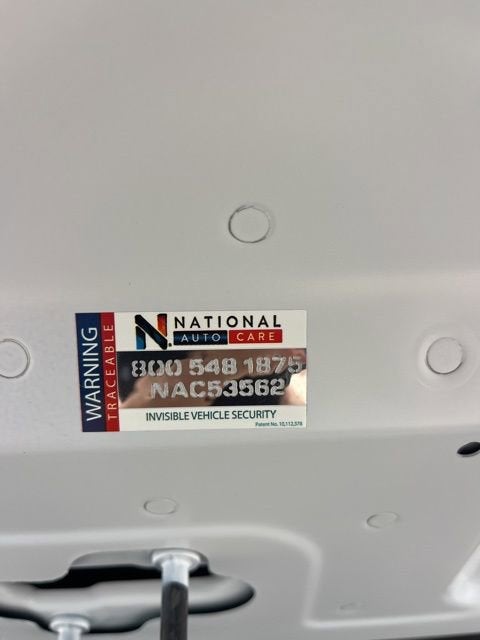 WARNING
TRACEABLE
N. NATIONAL
AUTO CARE
800 548 1875
NAC53562
INVISIBLE VEHICLE SECURITY
Patent No. 10,112,578